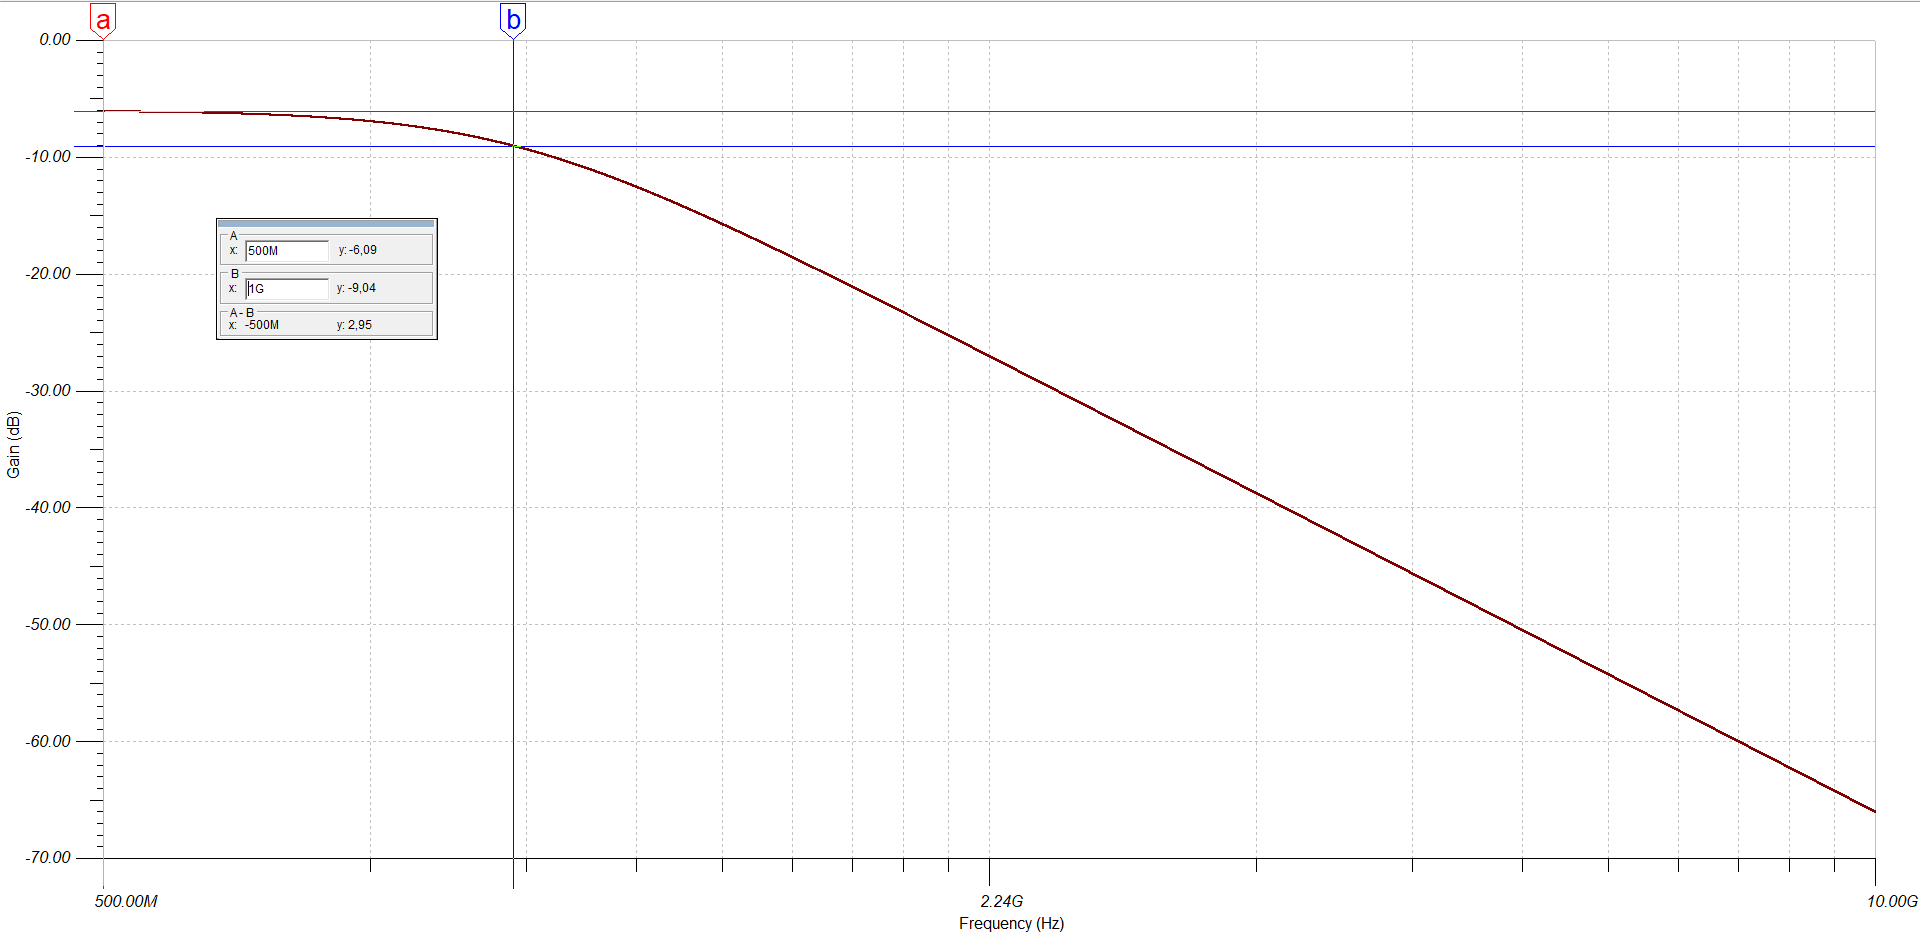 a
b
0.00
-10.00
-20.00
-30.00
-40.00
-50.00
-60.00
-70.00
Gain (dB)
A
x: 500M y: -6,09
B
x: 1G y: -9,04
A - B
x: -500M y: 2,95
500.00M
2.24G
10.00G
Frequency (Hz)